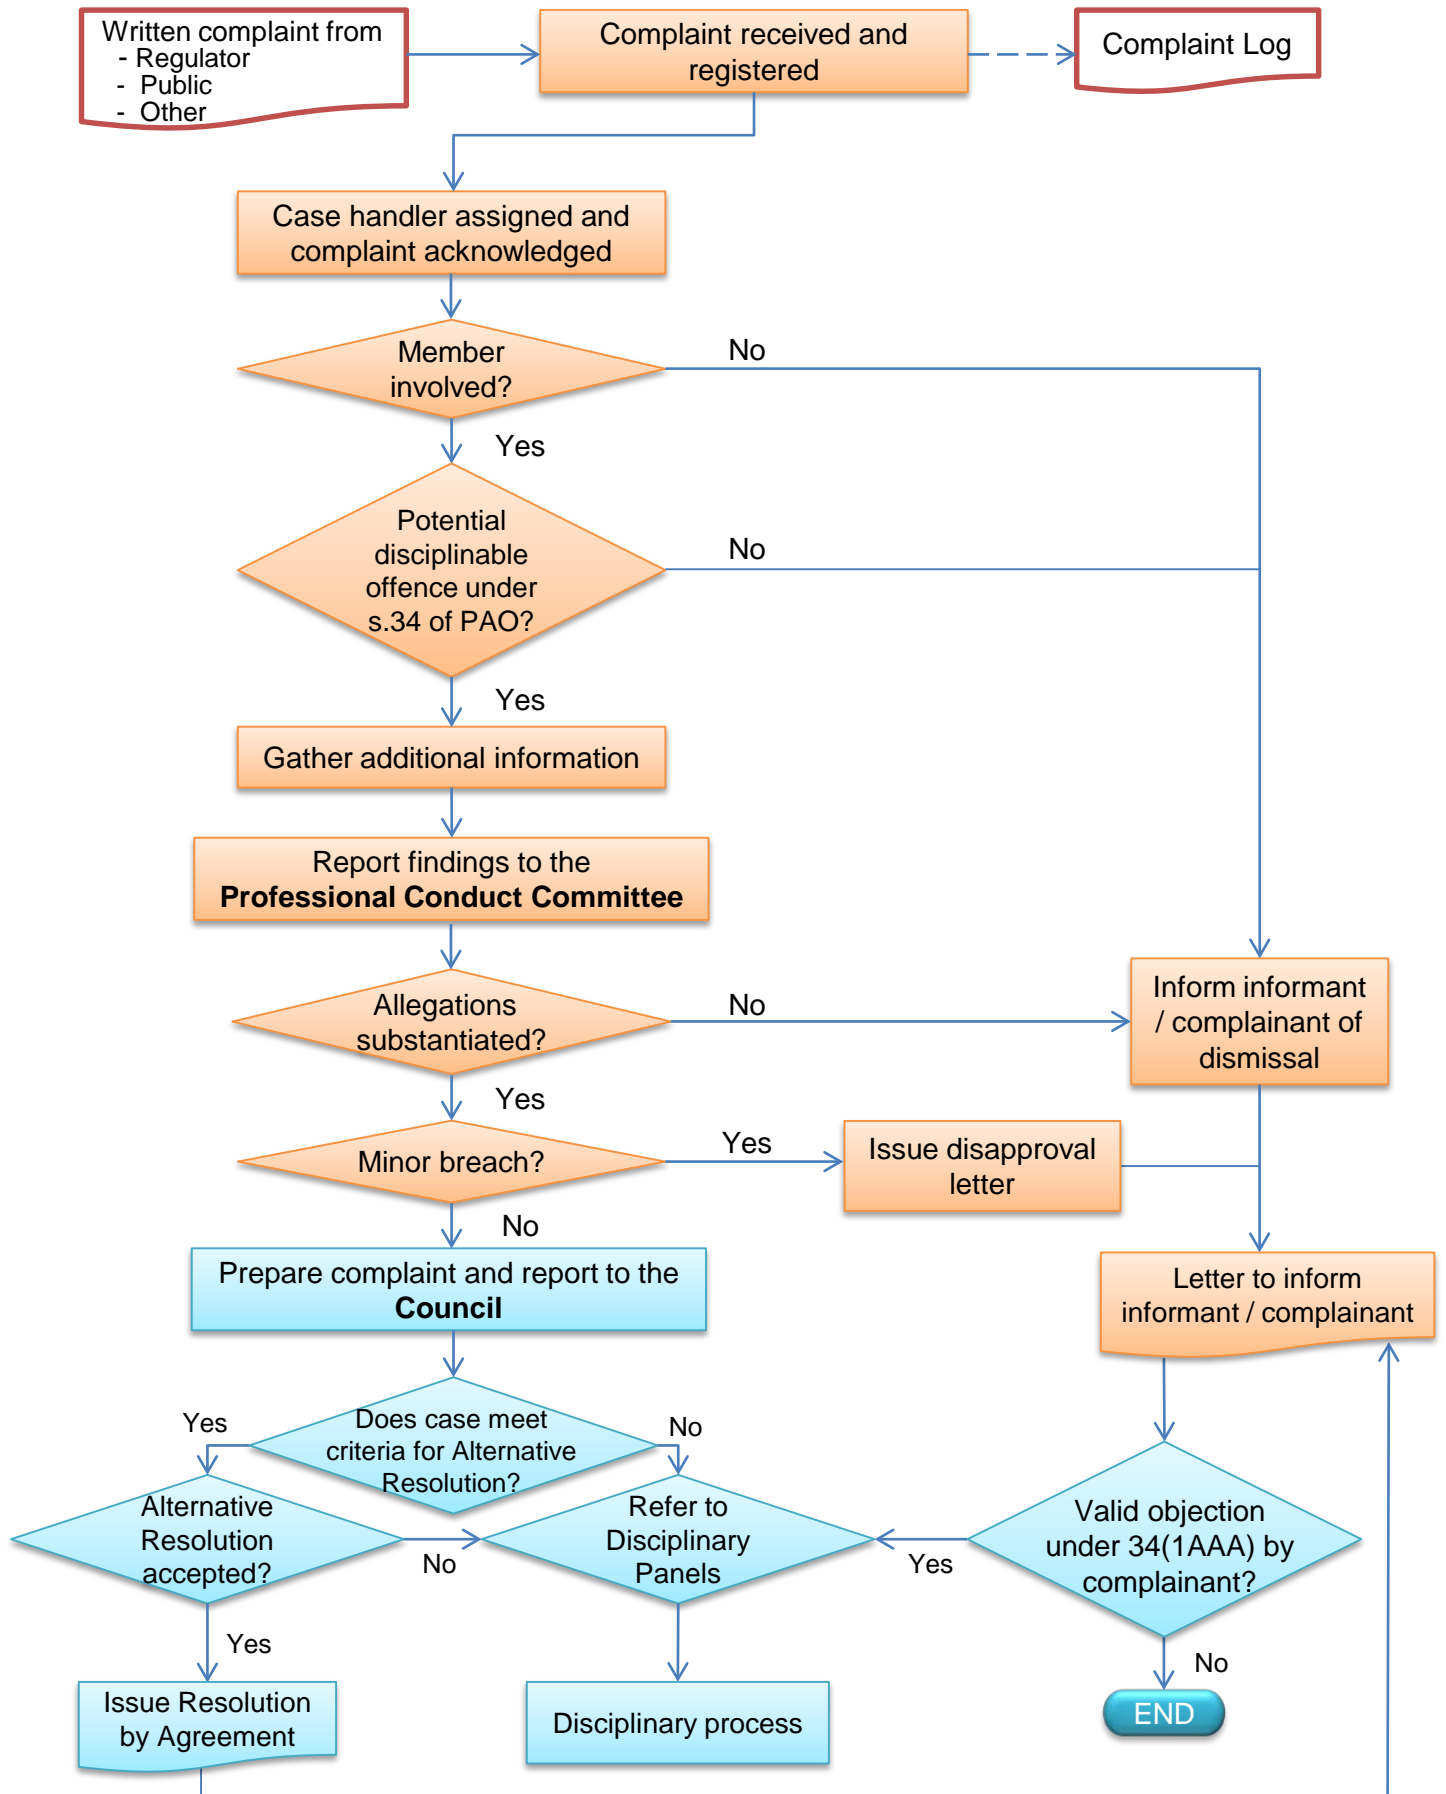 Written complaint from
- Regulator
- Public
- Other
Complaint received and
registered
Complaint Log
Case handler assigned and
complaint acknowledged
Member
involved?
No
Yes
Potential
disciplinable
offence under
s.34 of PAO?
No
Yes
Gather additional information
Report findings to the
Professional Conduct Committee
Allegations
substantiated?
No
Inform informant
/ complainant of
dismissal
Yes
Minor breach?
Yes
Issue disapproval
letter
No
Prepare complaint and report to the
Council
Letter to inform
informant / complainant
Does case meet
criteria for Alternative
Resolution?
Yes
No
Alternative
Resolution
accepted?
No
Refer to
Disciplinary
Panels
Yes
Valid objection
under 34(1AAA) by
complainant?
Yes
No
Issue Resolution
by Agreement
Disciplinary process
END